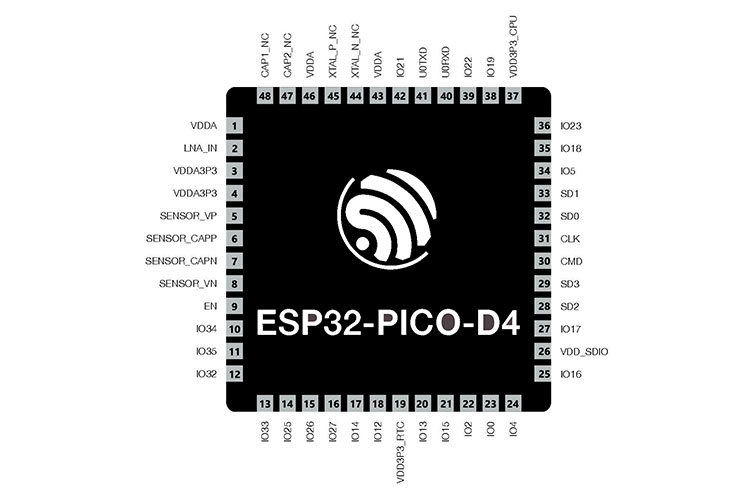 CAP1_NC
CAP2_NC
VDDA
XTAL_P_NC
XTAL_N_NC
VDDA
IO21
U0TXD
U0RXD
IO22
IO19
VDD3P3_CPU
48 47 46 45 44 43 42 41 40 39 38 37
VDDA 1
LNA_IN 2
VDDA3P3 3
VDDA3P3 4
SENSOR_VP 5
SENSOR_CAPP 6
SENSOR_CAPN 7
SENSOR_VN 8
EN 9
IO34 10
IO35 11
IO32 12
36 IO23
35 IO18
34 IO5
33 SD1
32 SD0
31 CLK
30 CMD
29 SD3
28 SD2
27 IO17
26 VDD_SDIO
25 IO16
ESP32-PICO-D4
13 14 15 16 17 18 19 20 21 22 23 24
IO33
IO25
IO26
IO27
IO14
IO12
VDD3P3_RTC
IO13
IO15
IO2
IO0
IO4